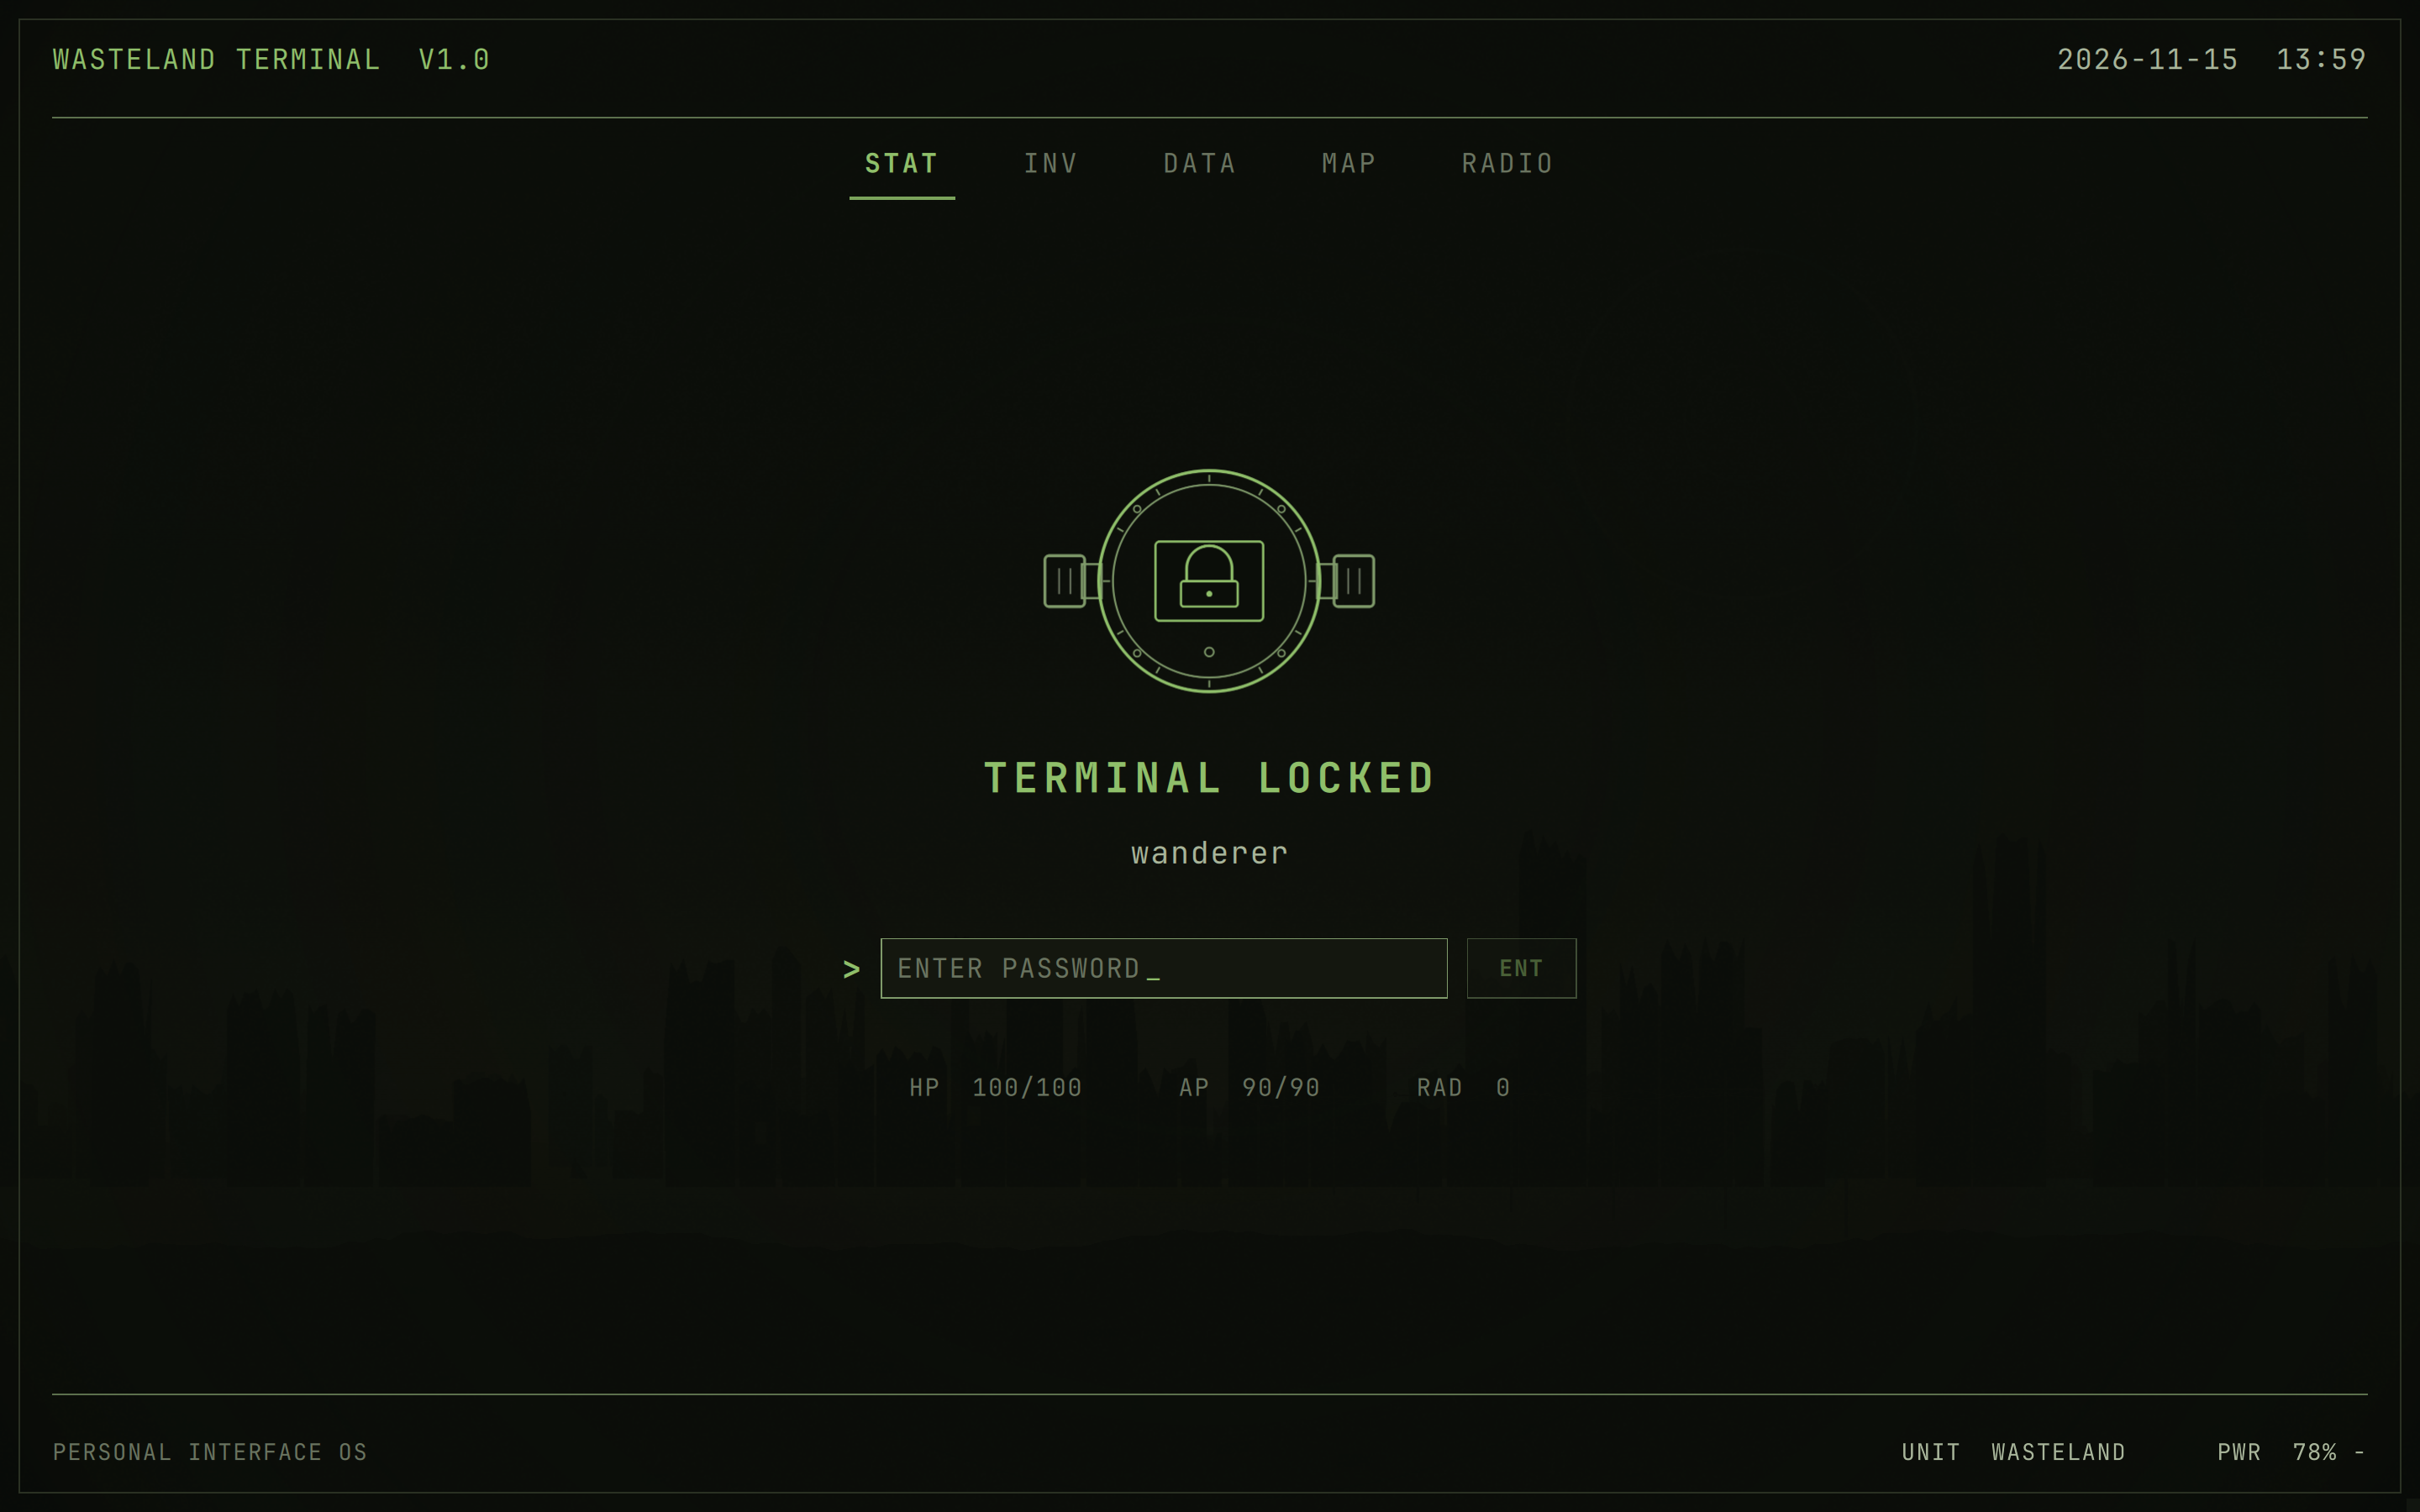 WASTELAND TERMINAL V1.0 2026-11-15 13:59
STAT INV DATA MAP RADIO
TERMINAL LOCKED
wanderer
> ENTER PASSWORD_ ENT
HP 100/100 AP 90/90 RAD 0
PERSONAL INTERFACE OS UNIT WASTELAND PWR 78% -